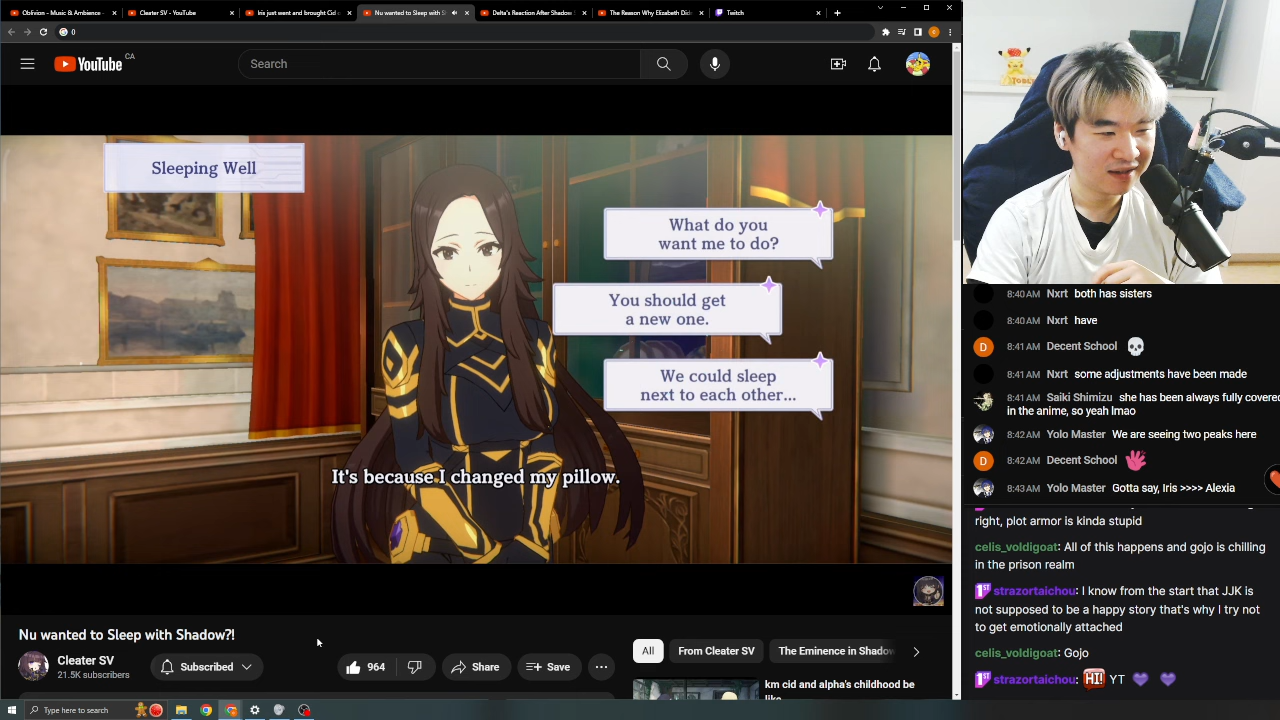 Oblivion - Music & Ambience -
Cleater SV - YouTube
Iris just went and brought Cid
Nu wanted to Sleep with S
Delta's Reaction After Shadow
The Reason Why Elizabeth Did
Twitch
0
YouTube CA
Search
Sleeping Well
What do you
want me to do?
You should get
a new one.
We could sleep
next to each other...
It's because I changed my pillow.
Nu wanted to Sleep with Shadow?!
Cleater SV
21.5K subscribers
Subscribed
964
Share
Save
All
From Cleater SV
The Eminence in Shadow
km cid and alpha's childhood be
like
Type here to search
8:40 AM Nxrt both has sisters
8:40 AM Nxrt have
D 8:41 AM Decent School
8:41 AM Nxrt some adjustments have been made
8:41 AM Saiki Shimizu she has been always fully covered
in the anime, so yeah lmao
8:42 AM Yolo Master We are seeing two peaks here
D 8:42 AM Decent School
8:43 AM Yolo Master Gotta say, Iris >>>> Alexia
right, plot armor is kinda stupid
celis_voldigoat: All of this happens and gojo is chilling
in the prison realm
1ST strazortaichou: I know from the start that JJK is
not supposed to be a happy story that's why I try not
to get emotionally attached
celis_voldigoat: Gojo
1ST strazortaichou: HI! YT